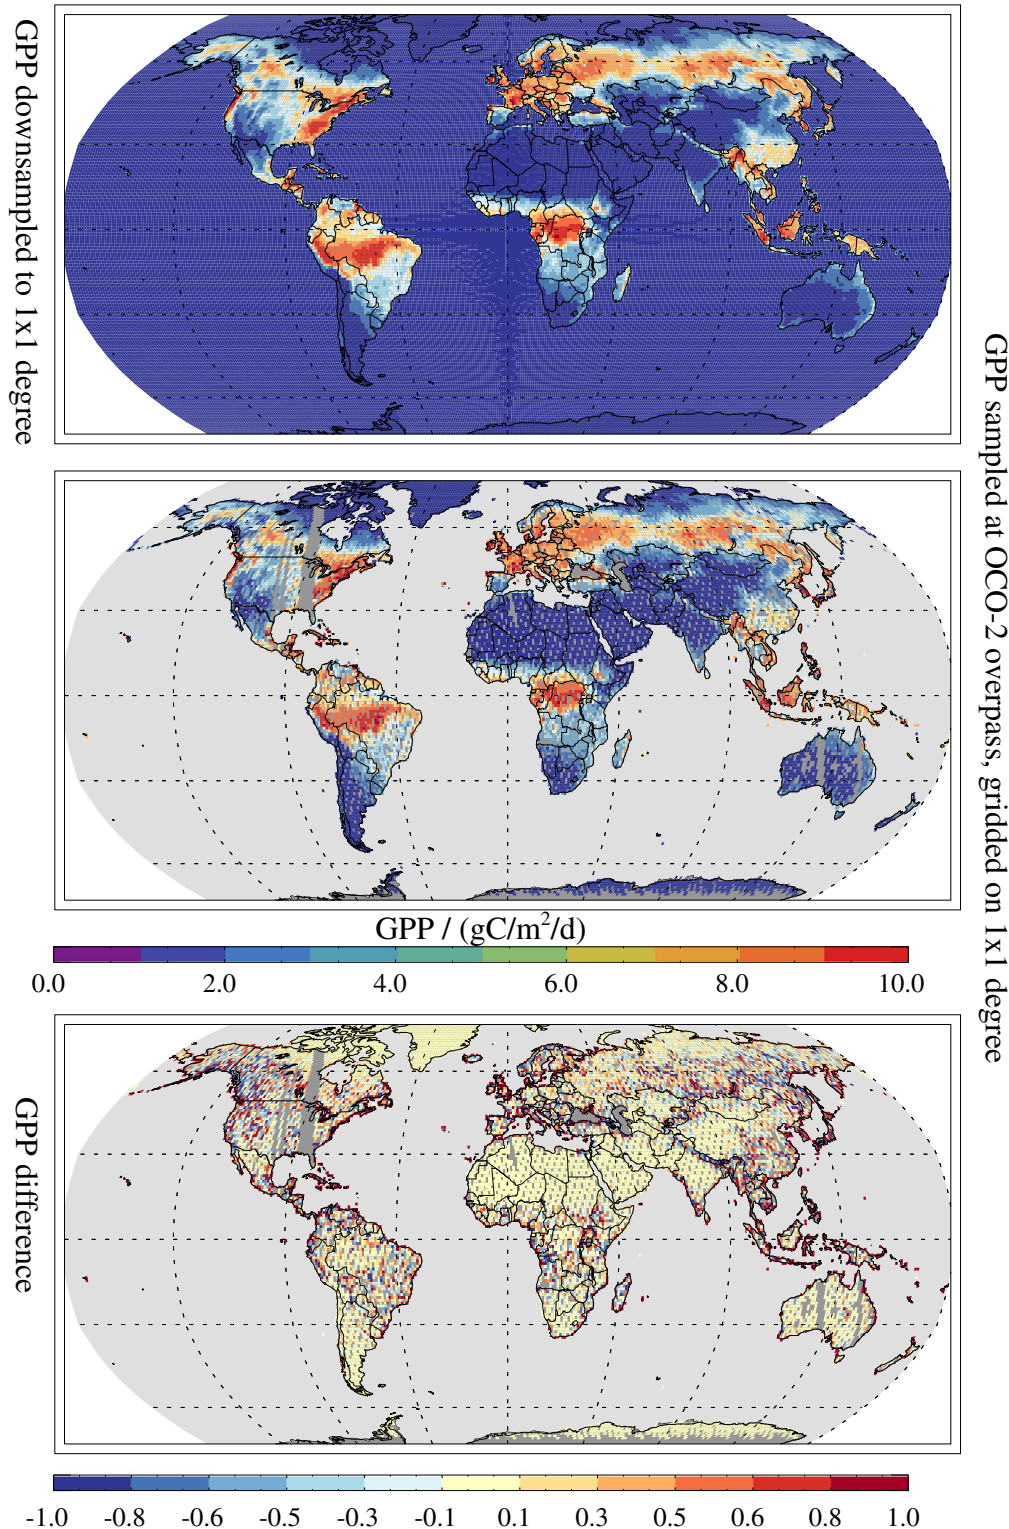 GPP downsampled to 1x1 degree
GPP sampled at OCO-2 overpass, gridded on 1x1 degree
GPP / (gC/m²/d)
0.0 2.0 4.0 6.0 8.0 10.0
GPP difference
-1.0 -0.8 -0.6 -0.5 -0.3 -0.1 0.1 0.3 0.5 0.6 0.8 1.0